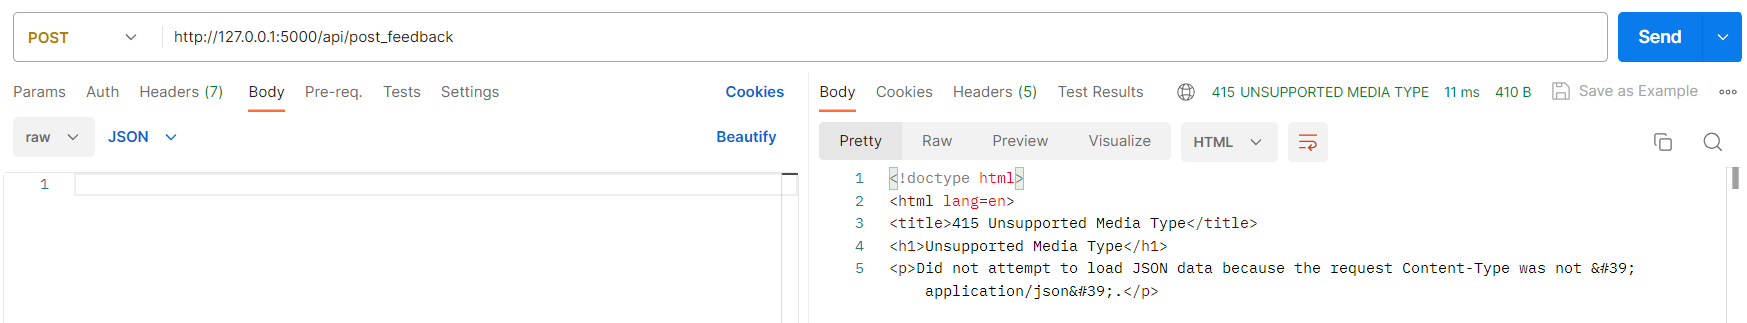 POST http://127.0.0.1:5000/api/post_feedback Send
Params Auth Headers (7) Body Pre-req. Tests Settings Cookies
raw JSON Beautify
1
Body Cookies Headers (5) Test Results 415 UNSUPPORTED MEDIA TYPE 11 ms 410 B Save as Example
Pretty Raw Preview Visualize HTML
1 <!doctype html>
2 <html lang=en>
3 <title>415 Unsupported Media Type</title>
4 <h1>Unsupported Media Type</h1>
5 <p>Did not attempt to load JSON data because the request Content-Type was not &#39;
application/json&#39;.</p>